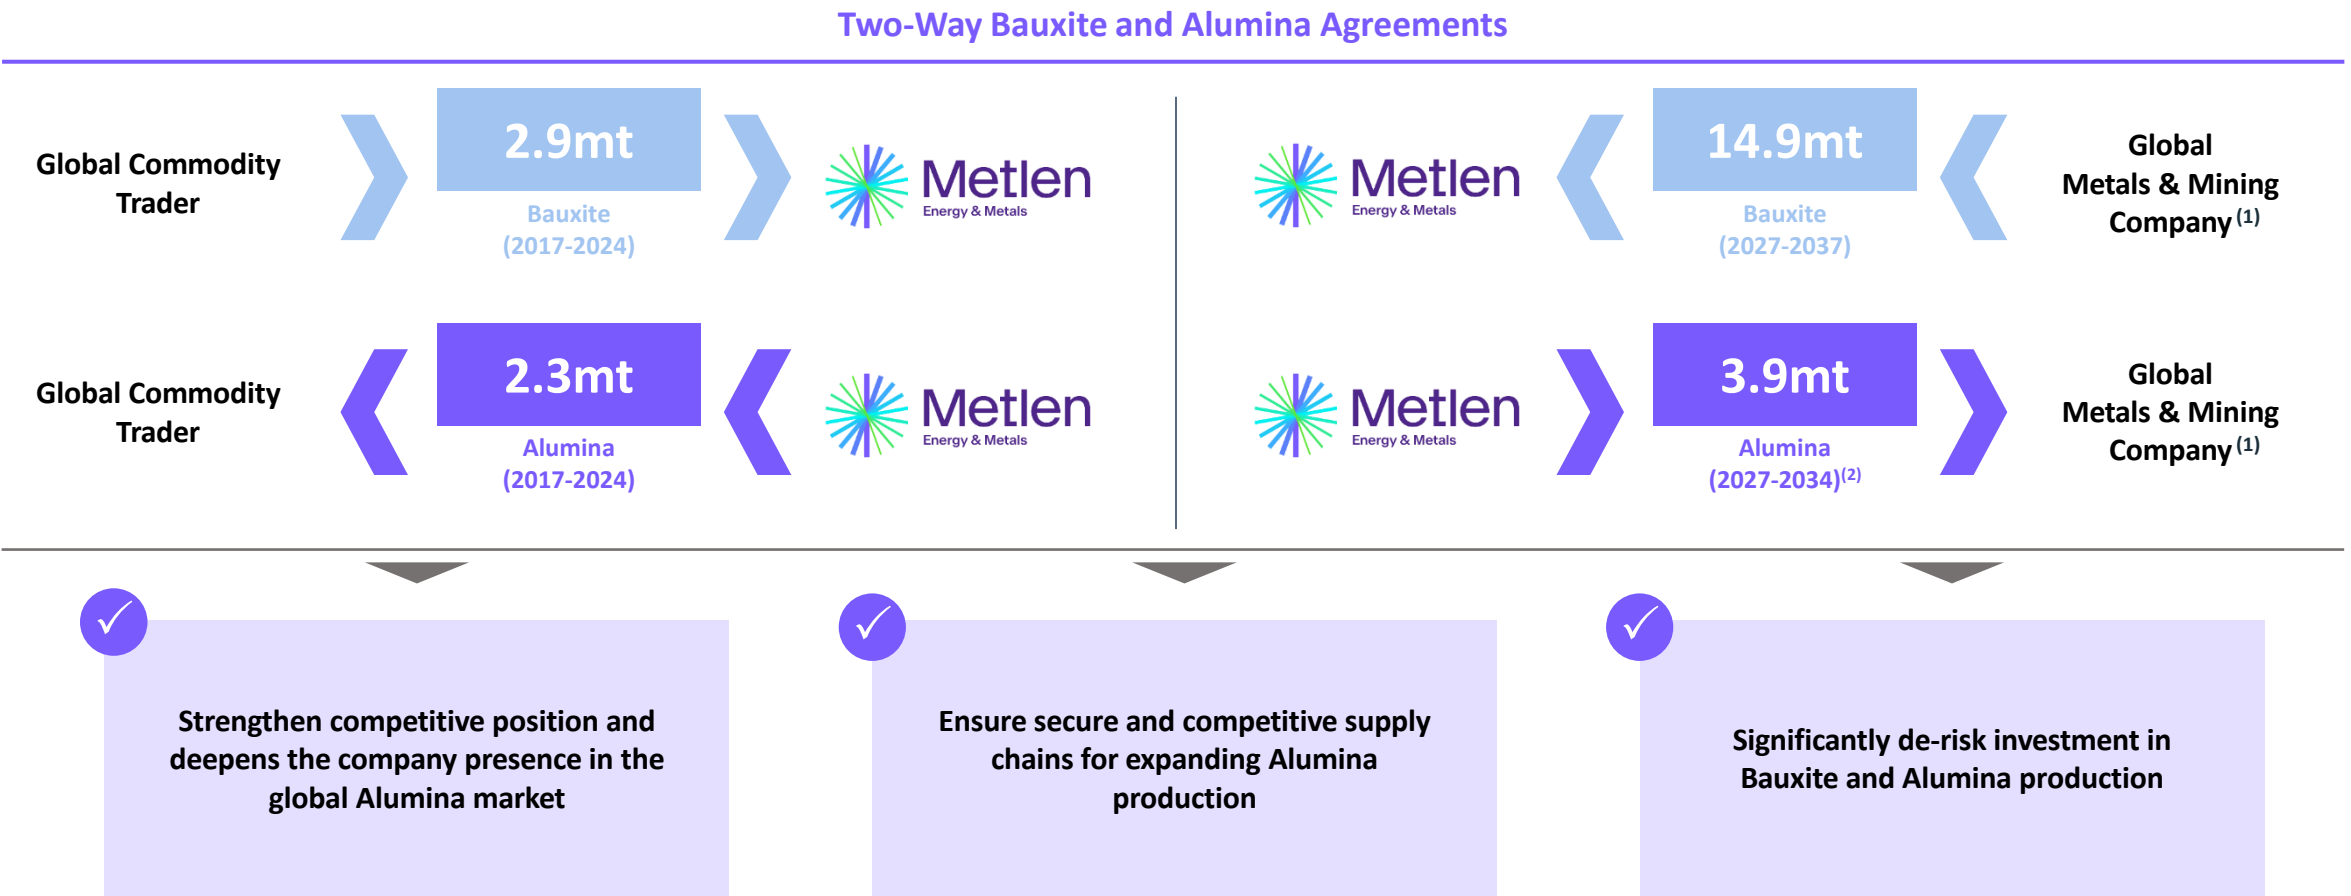 Two-Way Bauxite and Alumina Agreements
Global Commodity
Trader
2.9mt
Bauxite
(2017-2024)
Metlen
Energy & Metals
Metlen
Energy & Metals
14.9mt
Bauxite
(2027-2037)
Global
Metals & Mining
Company (1)
Global Commodity
Trader
2.3mt
Alumina
(2017-2024)
Metlen
Energy & Metals
Metlen
Energy & Metals
3.9mt
Alumina
(2027-2034)(2)
Global
Metals & Mining
Company (1)
Strengthen competitive position and
deepens the company presence in the
global Alumina market
Ensure secure and competitive supply
chains for expanding Alumina
production
Significantly de-risk investment in
Bauxite and Alumina production